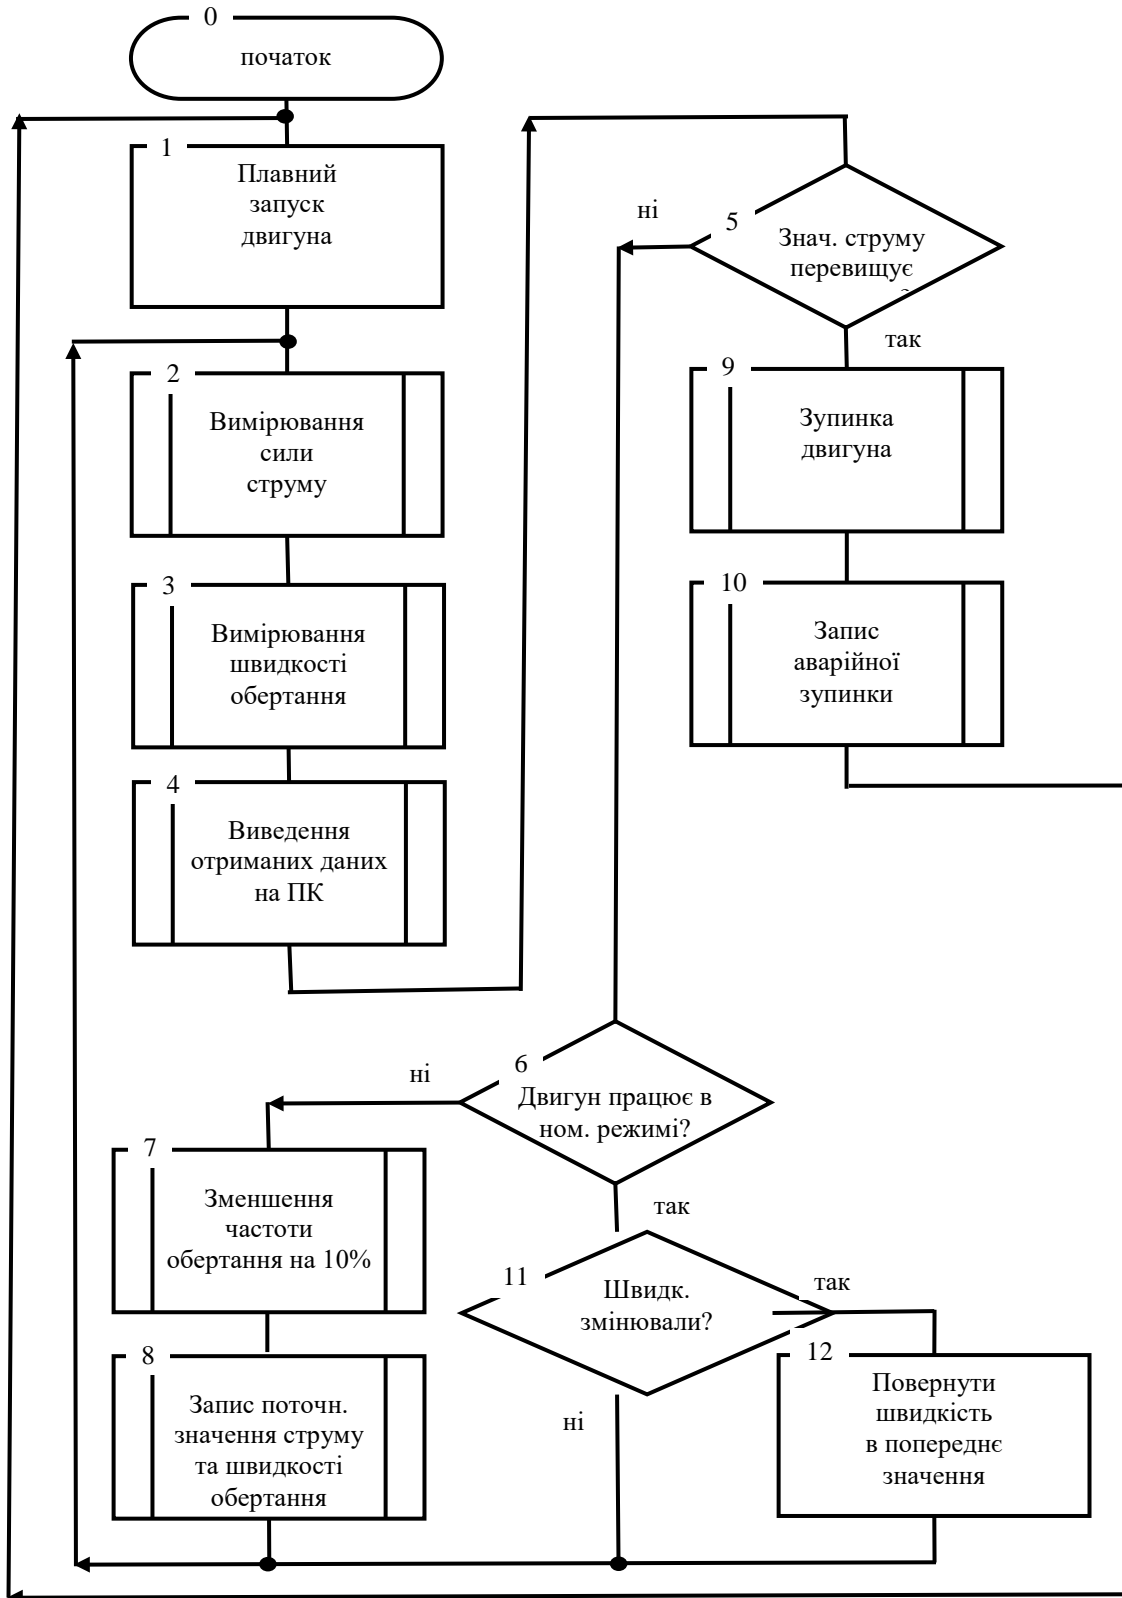 0
початок
1
Плавний
запуск
двигуна
2
Вимірювання
сили
струму
3
Вимірювання
швидкості
обертання
4
Виведення
отриманих даних
на ПК
ні
5
Знач. струму
перевищує
так
9
Зупинка
двигуна
10
Запис
аварійної
зупинки
6
ні
Двигун працює в
ном. режимі?
так
7
Зменшення
частоти
обертання на 10%
8
Запис поточн.
значення струму
та швидкості
обертання
11
Швидк.
змінювали?
так
ні
12
Повернути
швидкість
в попереднє
значення